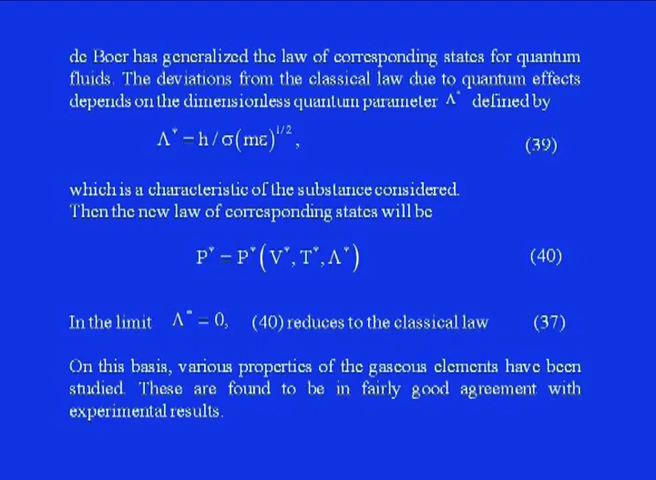 de Boer has generalized the law of corresponding states for quantum
fluids. The deviations from the classical law due to quantum effects
depends on the dimensionless quantum parameter Λ* defined by
Λ* = h / σ(mε)^1/2, (39)
which is a characteristic of the substance considered.
Then the new law of corresponding states will be
P* = P*(V*, T*, Λ*) (40)
In the limit Λ* = 0, (40) reduces to the classical law (37)
On this basis, various properties of the gaseous elements have been
studied. These are found to be in fairly good agreement with
experimental results.